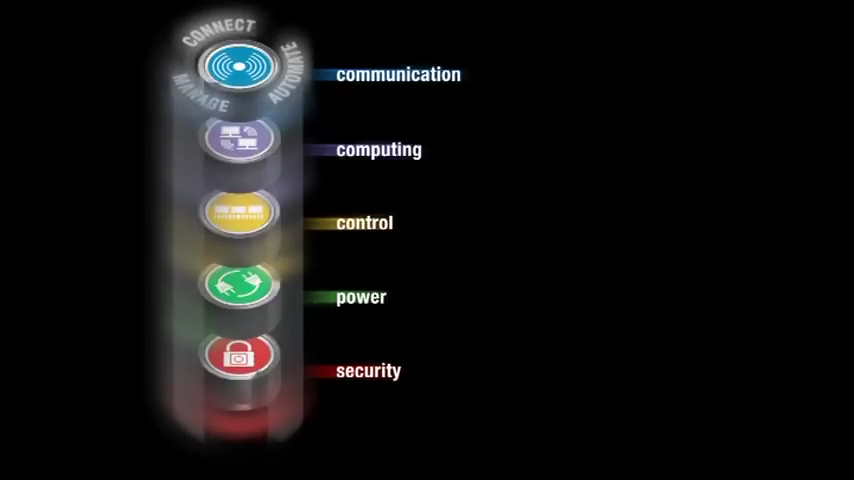 CONNECT
AUTOMATE
MANAGE
communication
computing
control
power
security